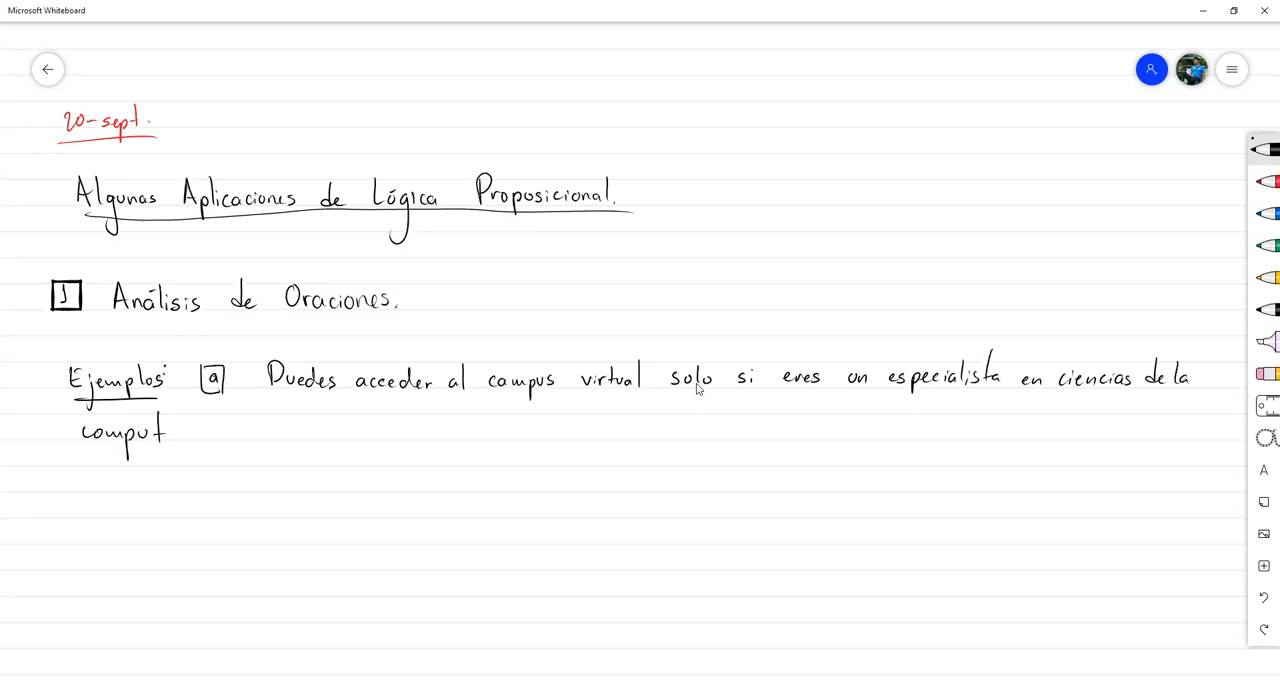 Microsoft Whiteboard
20-sept.
Algunas Aplicaciones de Lógica Proposicional.
1 Análisis de Oraciones.
Ejemplos: a Puedes acceder al campus virtual solo si eres un especialista en ciencias de la
comput
A